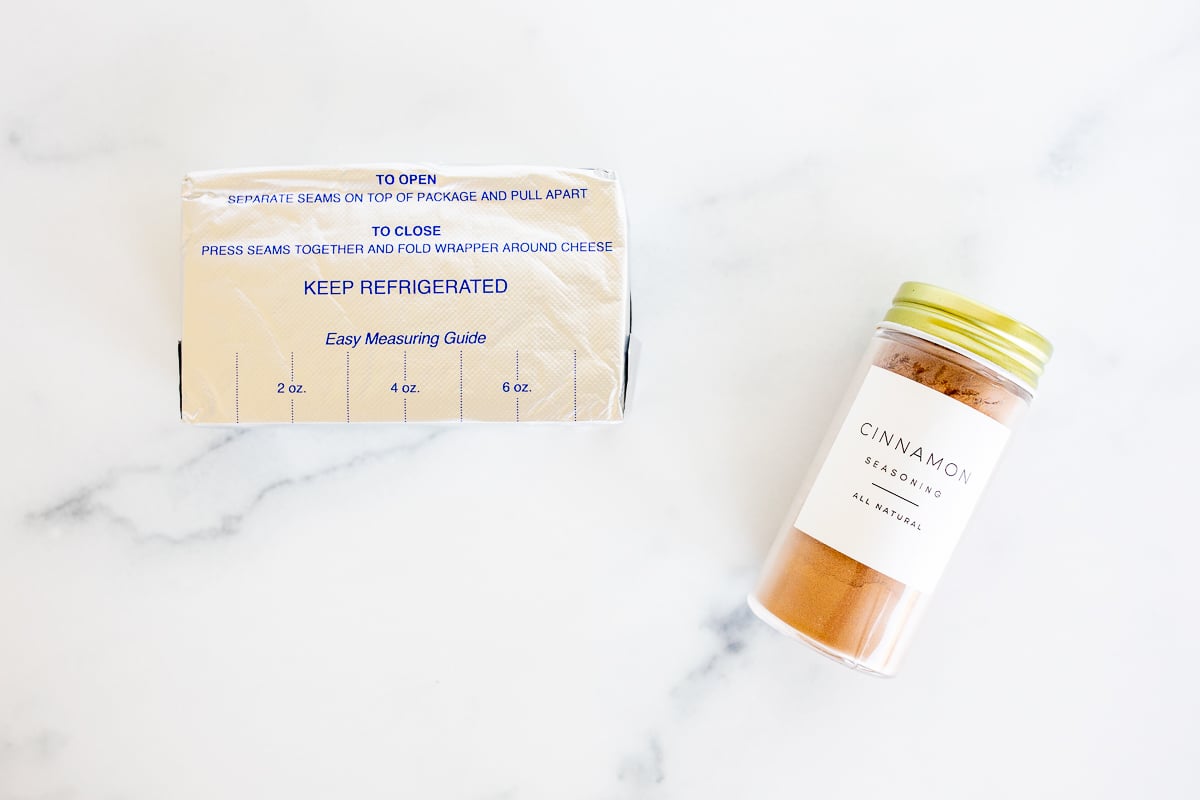 TO OPEN
SEPARATE SEAMS ON TOP OF PACKAGE AND PULL APART
TO CLOSE
PRESS SEAMS TOGETHER AND FOLD WRAPPER AROUND CHEESE
KEEP REFRIGERATED
Easy Measuring Guide
2 oz. 4 oz. 6 oz.
CINNAMON
SEASONING
ALL NATURAL